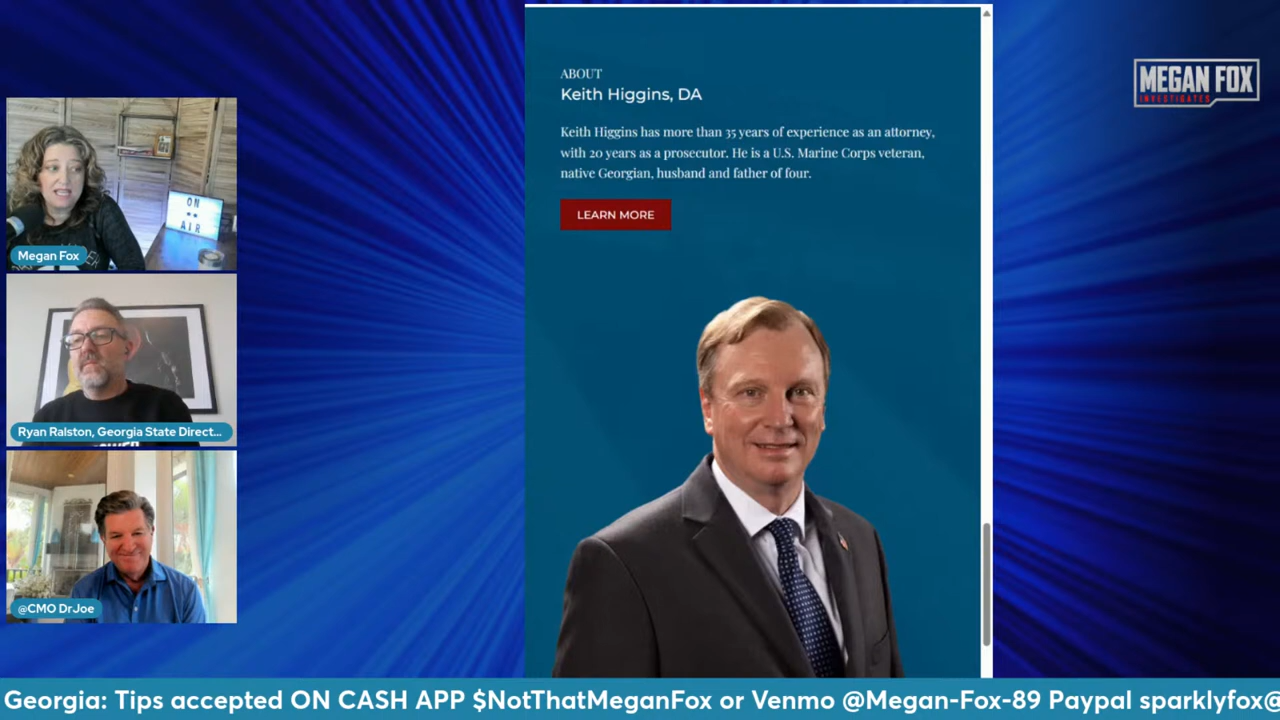 ABOUT
Keith Higgins, DA
Keith Higgins has more than 35 years of experience as an attorney,
with 20 years as a prosecutor. He is a U.S. Marine Corps veteran,
native Georgian, husband and father of four.
LEARN MORE
MEGAN FOX
INVESTIGATES
ON
AIR
Megan Fox
Ryan Ralston, Georgia State Direct...
@CMO DrJoe
Georgia: Tips accepted ON CASH APP $NotThatMeganFox or Venmo @Megan-Fox-89 Paypal sparklyfox@